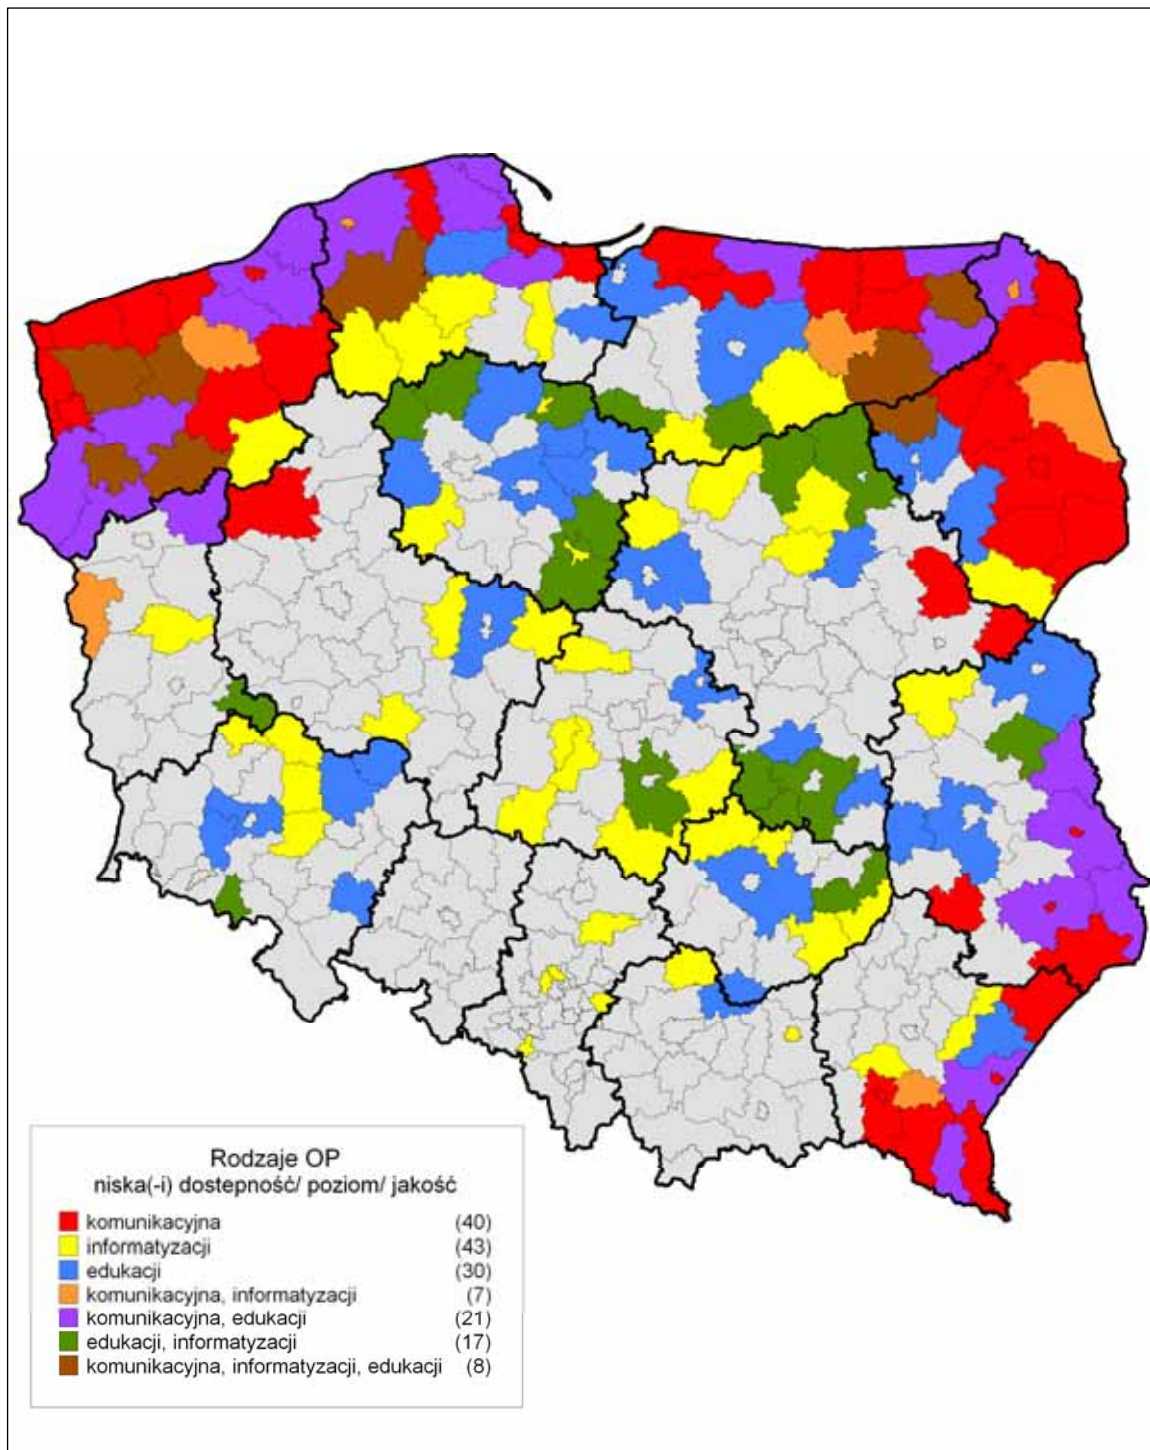 Rodzaje OP
niska(-i) dostepność/ poziom/ jakość
komunikacyjna (40)
informatyzacji (43)
edukacji (30)
komunikacyjna, informatyzacji (7)
komunikacyjna, edukacji (21)
edukacji, informatyzacji (17)
komunikacyjna, informatyzacji, edukacji (8)